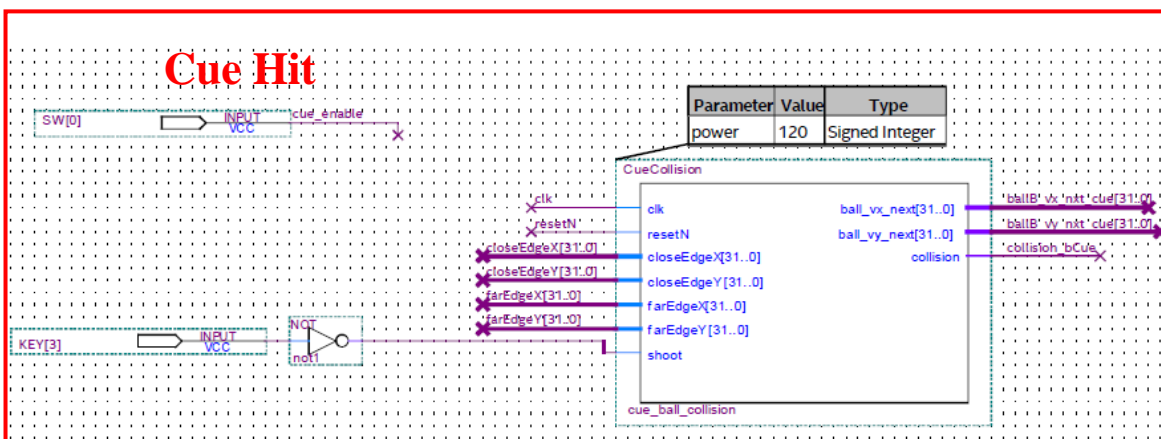 Cue Hit
SW[0]
INPUT
VCC
cue_enable
Parameter Value Type
power 120 Signed Integer
CueCollision
clk
resetN
closeEdgeX[31..0]
closeEdgeY[31..0]
farEdgeX[31..0]
farEdgeY[31..0]
clk
resetN
closeEdgeX[31..0]
closeEdgeY[31..0]
farEdgeX[31..0]
farEdgeY[31..0]
shoot
ball_vx_next[31..0]
ball_vy_next[31..0]
collision
ballB_vx_nxt_cue[31..0]
ballB_vy_nxt_cue[31..0]
collision_bCue
KEY[3]
INPUT
VCC
NOT
not1
cue_ball_collision